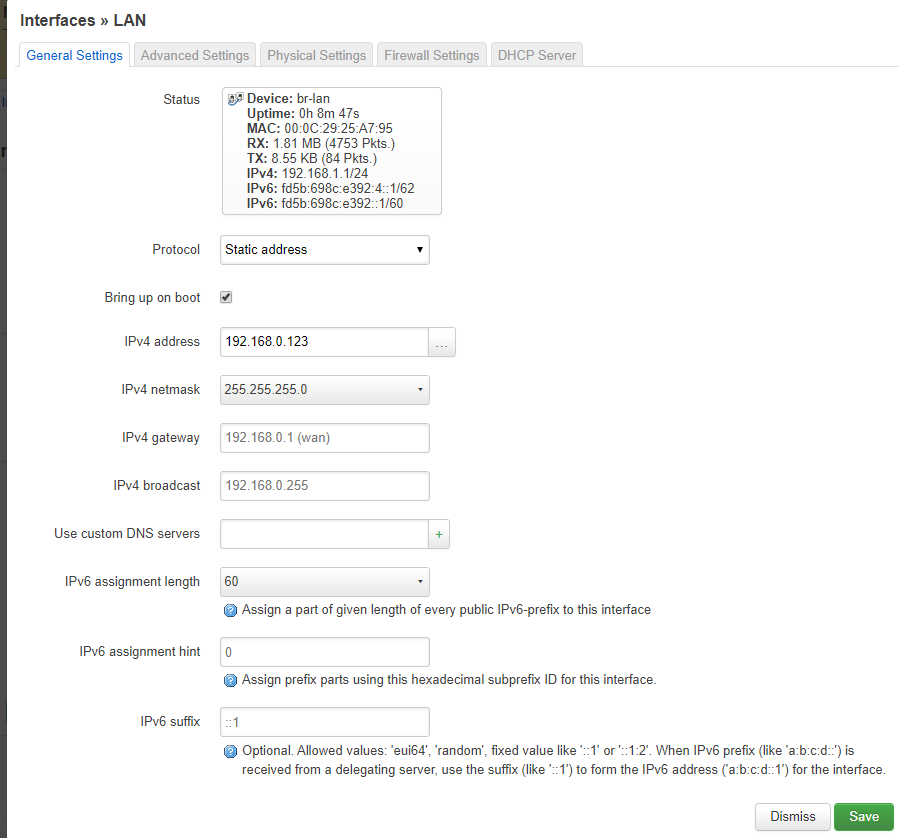 Interfaces » LAN
General Settings
Advanced Settings
Physical Settings
Firewall Settings
DHCP Server
Status
Device: br-lan
Uptime: 0h 8m 47s
MAC: 00:0C:29:25:A7:95
RX: 1.81 MB (4753 Pkts.)
TX: 8.55 KB (84 Pkts.)
IPv4: 192.168.1.1/24
IPv6: fd5b:698c:e392:4::1/62
IPv6: fd5b:698c:e392::1/60
Protocol
Static address
Bring up on boot
IPv4 address
192.168.0.123
...
IPv4 netmask
255.255.255.0
IPv4 gateway
192.168.0.1 (wan)
IPv4 broadcast
192.168.0.255
Use custom DNS servers
+
IPv6 assignment length
60
Assign a part of given length of every public IPv6-prefix to this interface
IPv6 assignment hint
0
Assign prefix parts using this hexadecimal subprefix ID for this interface.
IPv6 suffix
::1
Optional. Allowed values: 'eui64', 'random', fixed value like '::1' or '::1:2'. When IPv6 prefix (like 'a:b:c:d::') is
received from a delegating server, use the suffix (like '::1') to form the IPv6 address ('a:b:c:d::1') for the interface.
Dismiss
Save